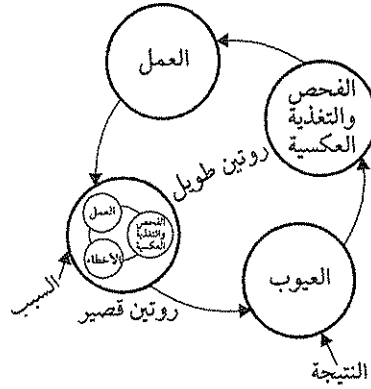 العمل
الفحص
والتغذية
العكسية
روتين طويل
العمل
الفحص
والتغذية
العكسية
الأخطاء
العيوب
السبب
روتين قصير
النتيجة